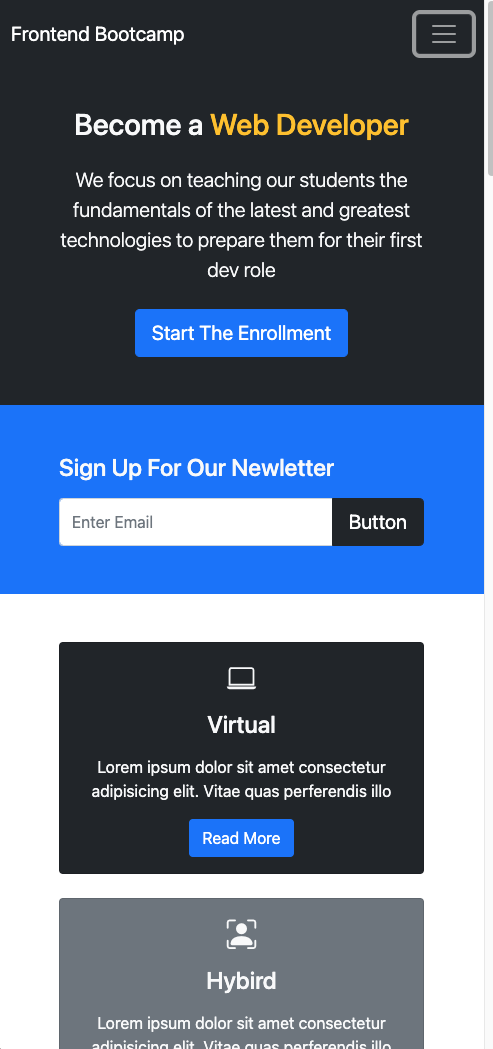 Frontend Bootcamp
Become a Web Developer
We focus on teaching our students the
fundamentals of the latest and greatest
technologies to prepare them for their first
dev role
Start The Enrollment
Sign Up For Our Newletter
Enter Email
Button
Virtual
Lorem ipsum dolor sit amet consectetur
adipisicing elit. Vitae quas perferendis illo
Read More
Hybird
Lorem ipsum dolor sit amet consectetur
adipisicing elit. Vitae quas perferendis illo